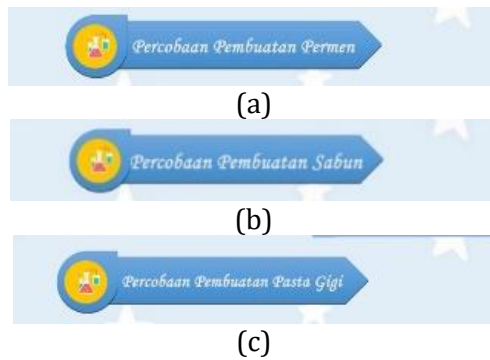 Percobaan Pembuatan Permen
(a)
Percobaan Pembuatan Sabun
(b)
Percobaan Pembuatan Pasta Gigi
(c)